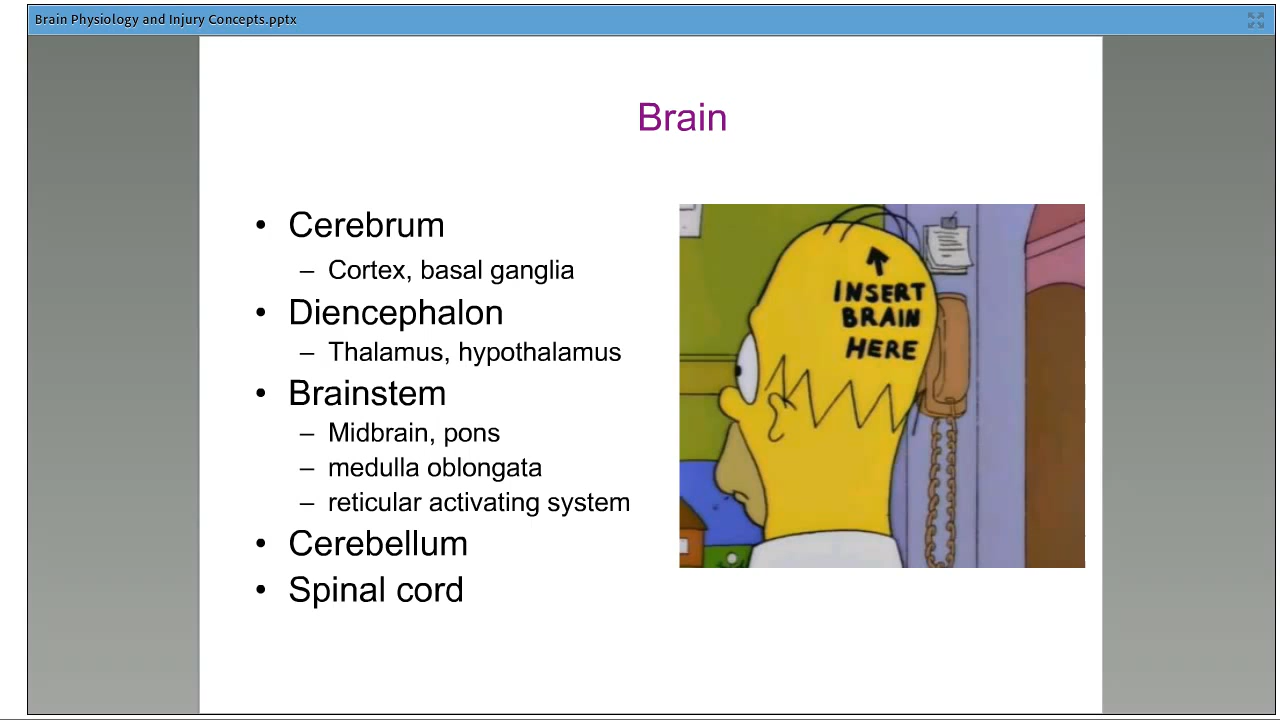 Brain Physiology and Injury Concepts.pptx
Brain
• Cerebrum
– Cortex, basal ganglia
• Diencephalon
– Thalamus, hypothalamus
• Brainstem
– Midbrain, pons
– medulla oblongata
– reticular activating system
• Cerebellum
• Spinal cord
INSERT
BRAIN
HERE